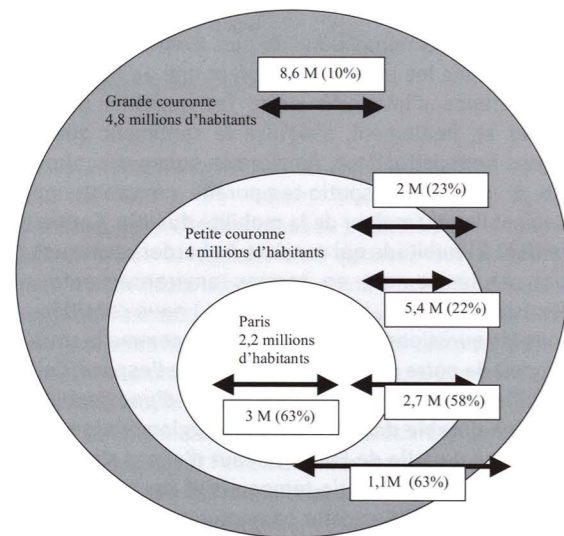 8,6 M (10%)
Grande couronne
4,8 millions d'habitants
2 M (23%)
Petite couronne
4 millions d'habitants
5,4 M (22%)
Paris
2,2 millions
d'habitants
3 M (63%)
2,7 M (58%)
1,1M (63%)